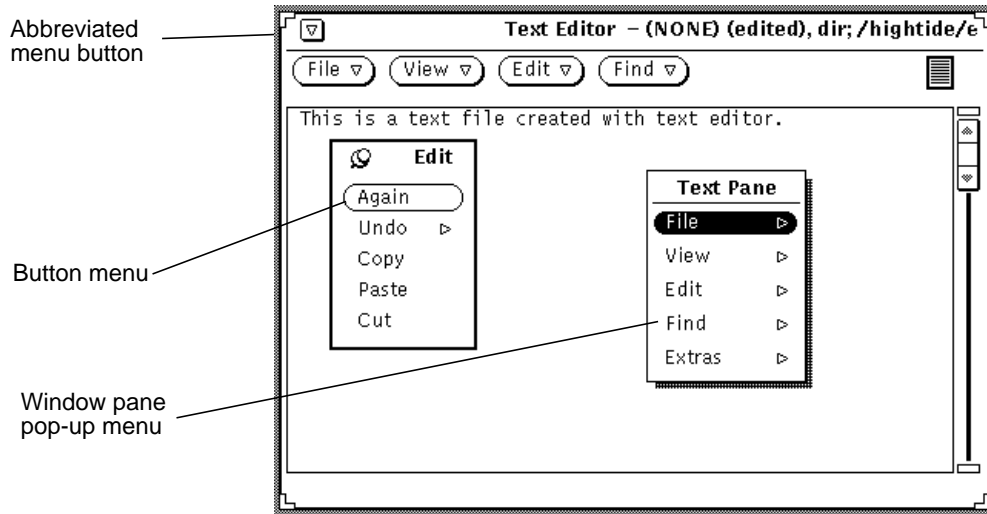 Abbreviated
menu button
Text Editor – (NONE) (edited), dir; /hightide/e
File View Edit Find
This is a text file created with text editor.
Edit
Again
Undo
Copy
Paste
Cut
Text Pane
File
View
Edit
Find
Extras
Button menu
Window pane
pop-up menu